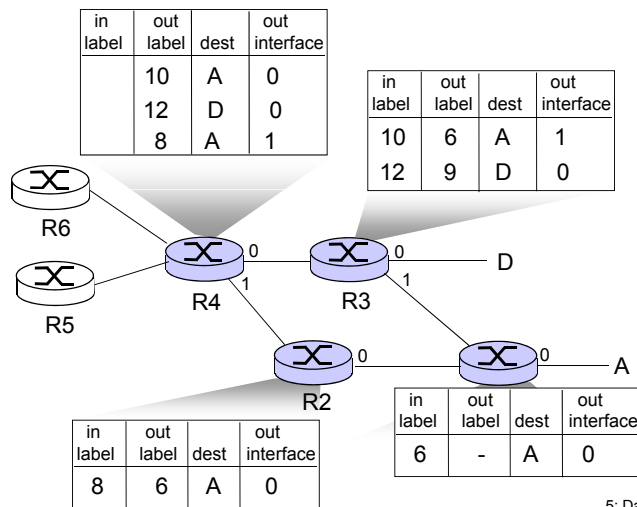 in out out
label label dest interface
10 A 0
12 D 0
8 A 1
in out out
label label dest interface
10 6 A 1
12 9 D 0
R6
0 0
D
R5 R4 1 R3 1
0 0
A
R2
in out out
label label dest interface
6 - A 0
in out out
label label dest interface
8 6 A 0
5: Da